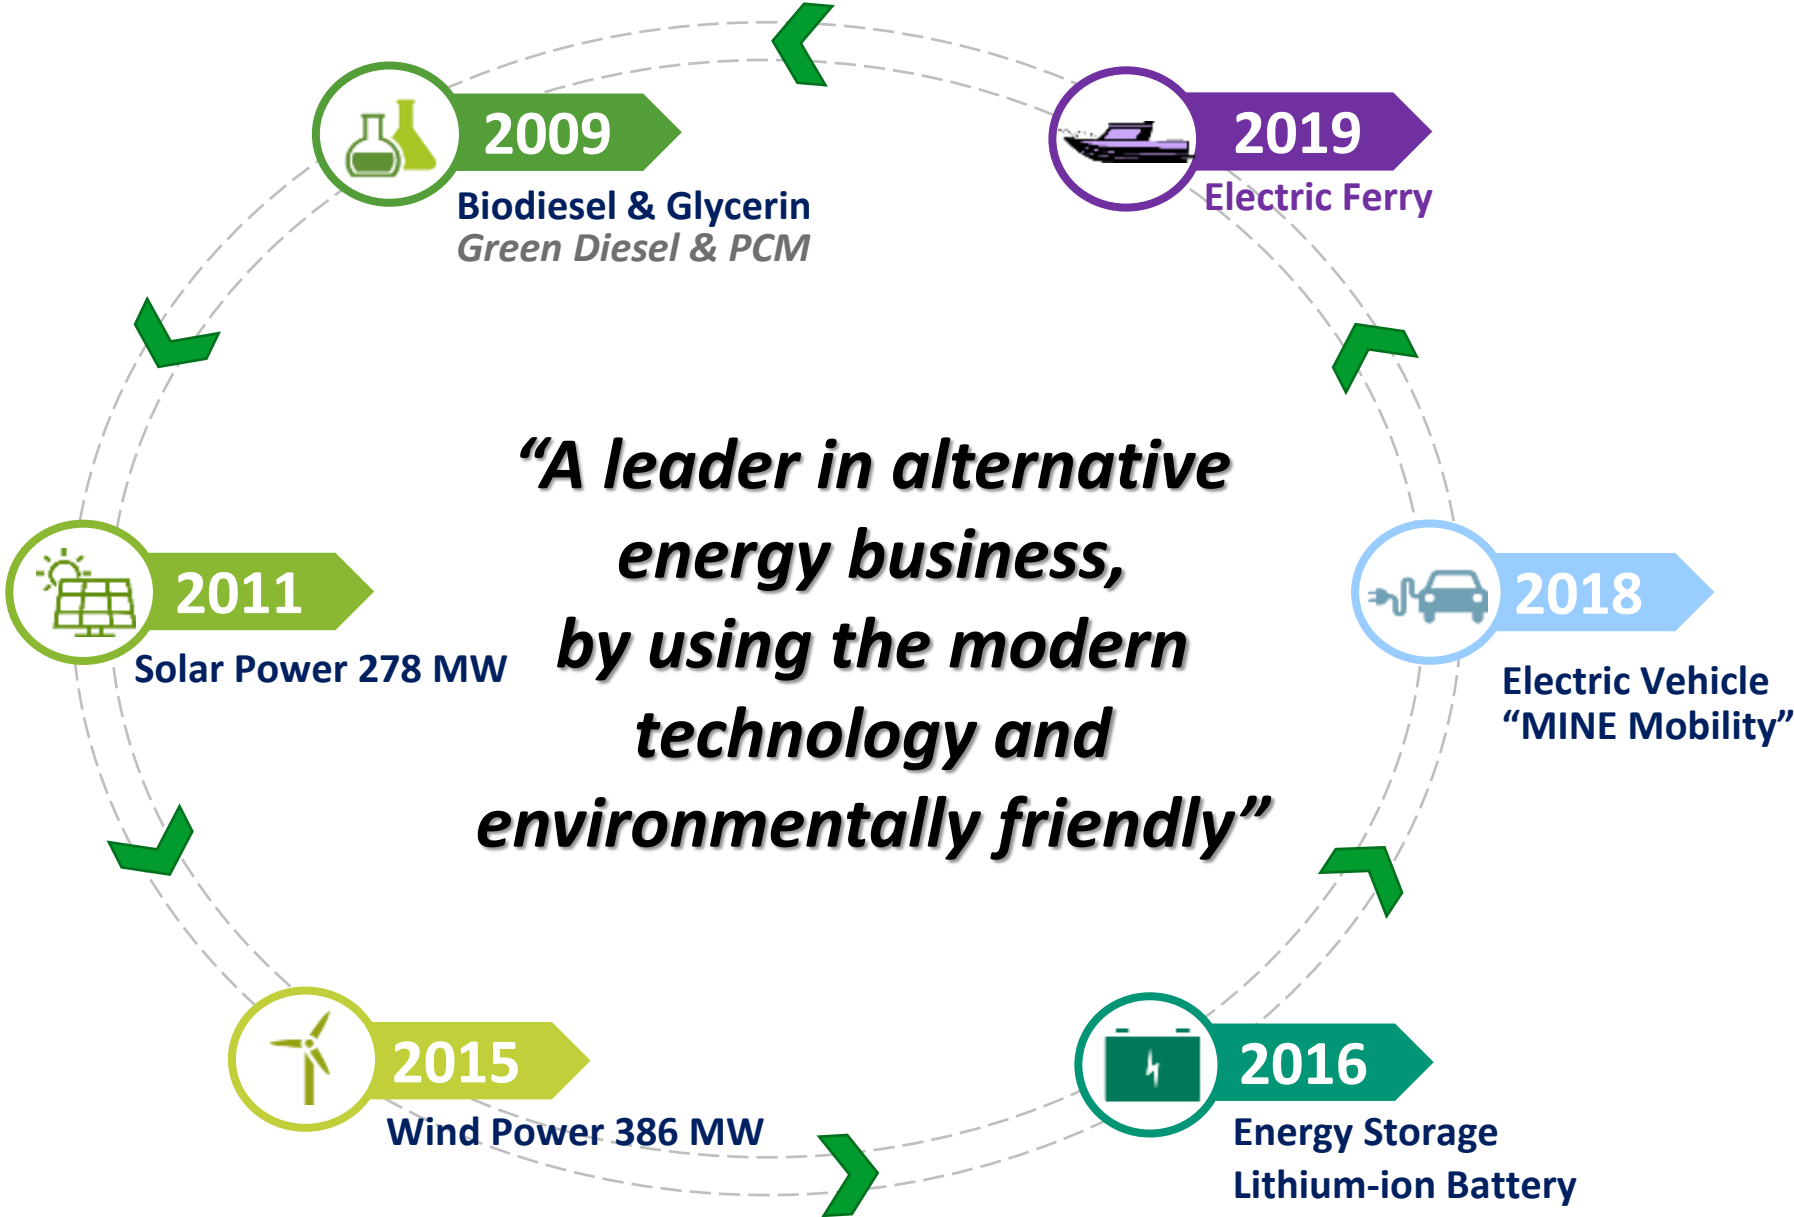 2009
Biodiesel & Glycerin
Green Diesel & PCM
2019
Electric Ferry
“A leader in alternative
energy business,
by using the modern
technology and
environmentally friendly”
2011
Solar Power 278 MW
2018
Electric Vehicle
“MINE Mobility”
2015
Wind Power 386 MW
2016
Energy Storage
Lithium-ion Battery